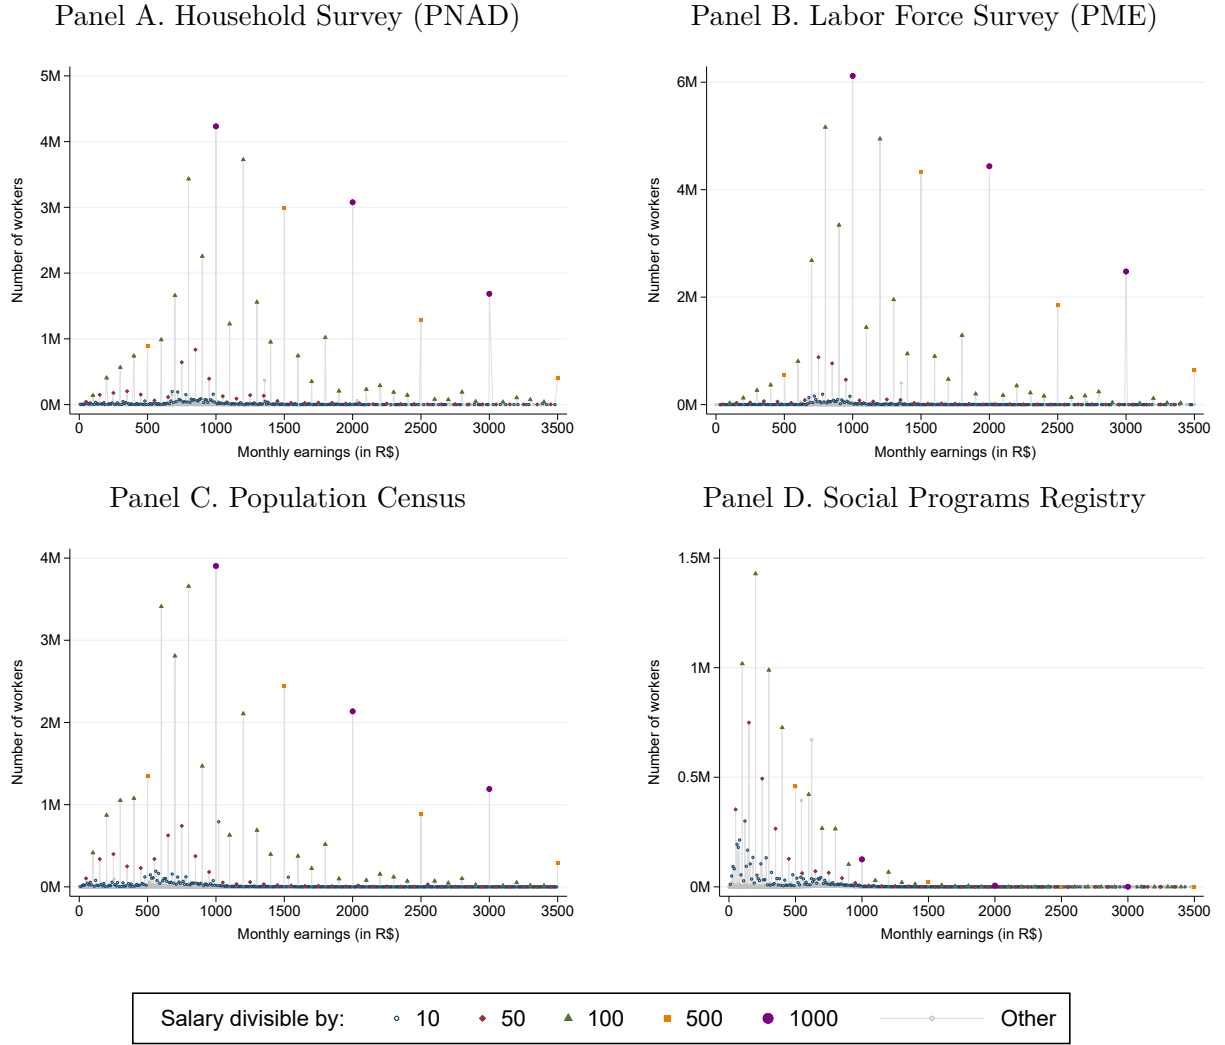 Panel A. Household Survey (PNAD)
5M
4M
3M
2M
1M
0M
Number of workers
0 500 1000 1500 2000 2500 3000 3500
Monthly earnings (in R$)
Panel B. Labor Force Survey (PME)
6M
4M
2M
0M
Number of workers
0 500 1000 1500 2000 2500 3000 3500
Monthly earnings (in R$)
Panel C. Population Census
4M
3M
2M
1M
0M
Number of workers
0 500 1000 1500 2000 2500 3000 3500
Monthly earnings (in R$)
Panel D. Social Programs Registry
1.5M
1M
0.5M
0M
Number of workers
0 500 1000 1500 2000 2500 3000 3500
Monthly earnings (in R$)
Salary divisible by: 10 50 100 500 1000 Other